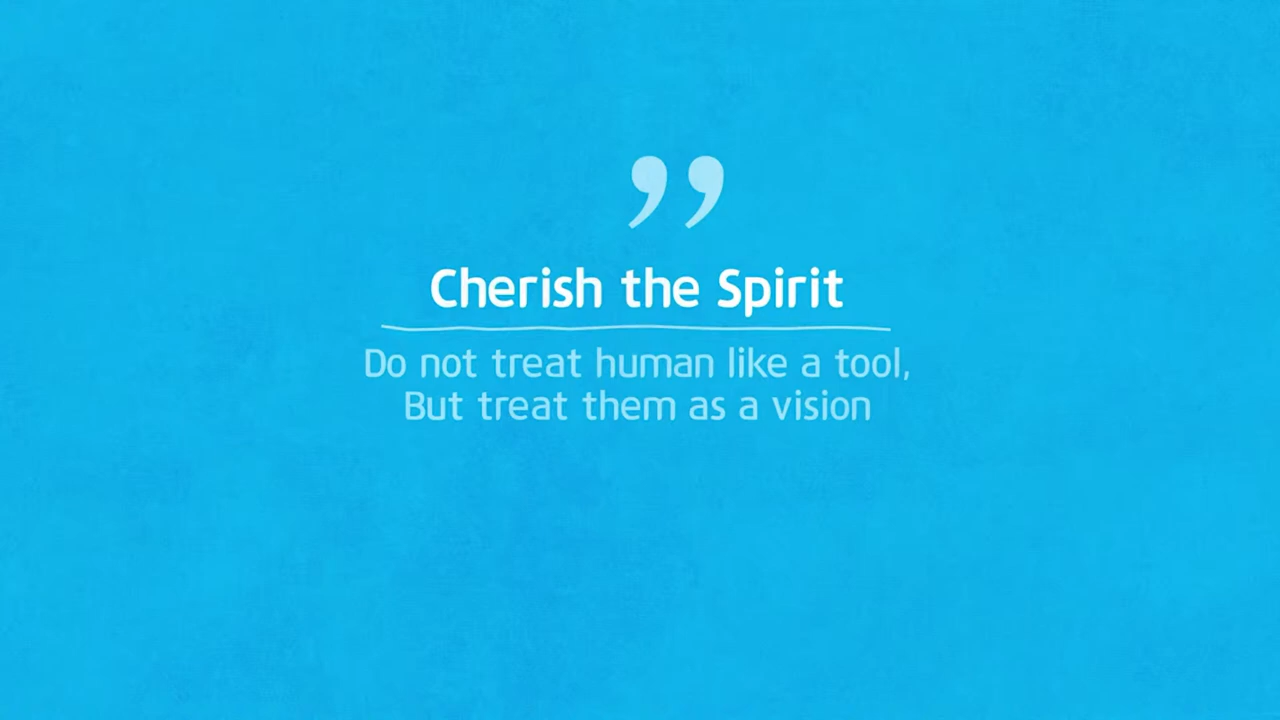 ”
Cherish the Spirit
Do not treat human like a tool,
But treat them as a vision